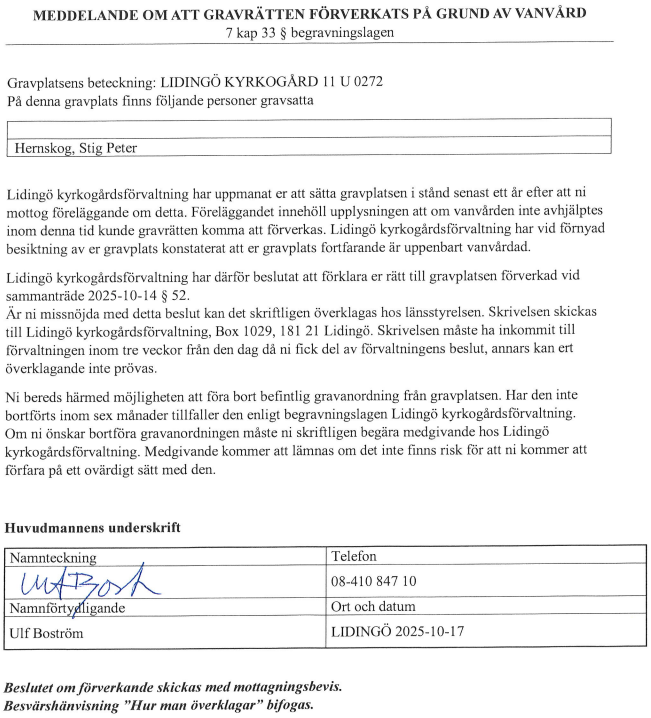 MEDDELANDE OM ATT GRAVRÄTTEN FÖRVERKATS PÅ GRUND AV VANVÅRD
7 kap 33 § begravningslagen
Gravplatsens beteckning: LIDINGÖ KYRKOGÅRD 11 U 0272
På denna gravplats finns följande personer gravsatta
Hernskog, Stig Peter
Lidingö kyrkogårdsförvaltning har uppmanat er att sätta gravplatsen i stånd senast ett år efter att ni
mottog föreläggande om detta. Föreläggandet innehöll upplysningen att om vanvården inte avhjälptes
inom denna tid kunde gravrätten komma att förverkas. Lidingö kyrkogårdsförvaltning har vid förnyad
besiktning av er gravplats konstaterat att er gravplats fortfarande är uppenbart vanvårdad.
Lidingö kyrkogårdsförvaltning har därför beslutat att förklara er rätt till gravplatsen förverkad vid
sammanträde 2025-10-14 § 52.
Är ni missnöjda med detta beslut kan det skriftligen överklagas hos länsstyrelsen. Skrivelsen skickas
till Lidingö kyrkogårdsförvaltning, Box 1029, 181 21 Lidingö. Skrivelsen måste ha inkommit till
förvaltningen inom tre veckor från den dag då ni fick del av förvaltningens beslut, annars kan ert
överklagande inte prövas.
Ni bereds härmed möjligheten att föra bort befintlig gravanordning från gravplatsen. Har den inte
bortförts inom sex månader tillfaller den enligt begravningslagen Lidingö kyrkogårdsförvaltning.
Om ni önskar bortföra gravanordningen måste ni skriftligen begära medgivande hos Lidingö
kyrkogårdsförvaltning. Medgivande kommer att lämnas om det inte finns risk för att ni kommer att
förfara på ett ovärdigt sätt med den.
Huvudmannens underskrift
Namnteckning
Telefon
08-410 847 10
Namnförtydligande
Ort och datum
Ulf Boström
LIDINGÖ 2025-10-17
Beslutet om förverkande skickas med mottagningsbevis.
Besvärshänvisning ”Hur man överklagar” bifogas.